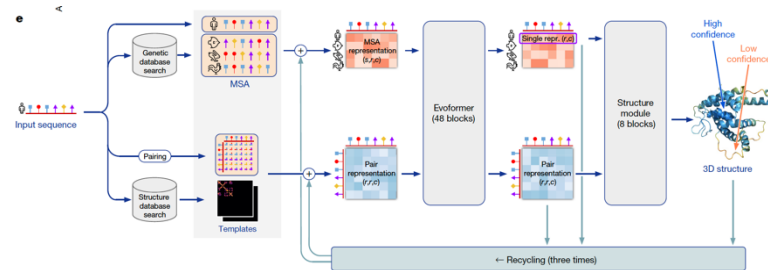 e
A
Input sequence
Genetic
database
search
MSA
Pairing
Structure
database
search
Templates
+
+
MSA
representation
(s,r,c)
Pair
representation
(r,r,c)
Evoformer
(48 blocks)
Single repr. (r,c)
Pair
representation
(r,r,c)
Structure
module
(8 blocks)
High
confidence
Low
confidence
3D structure
← Recycling (three times)